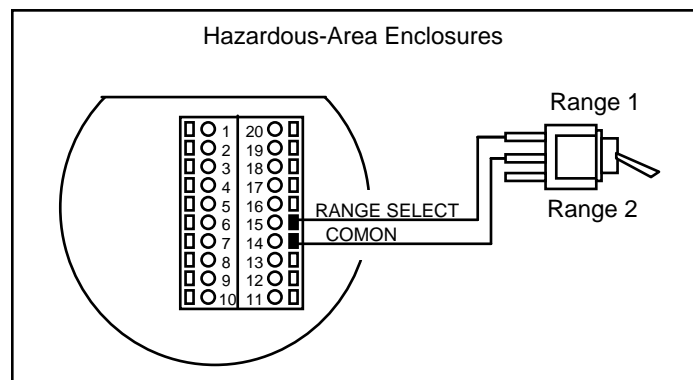 Hazardous-Area Enclosures
Range 1
1 20
2 19
3 18
4 17
5 16
6 15 RANGE SELECT
Range 2
7 14 COMON
8 13
9 12
10 11